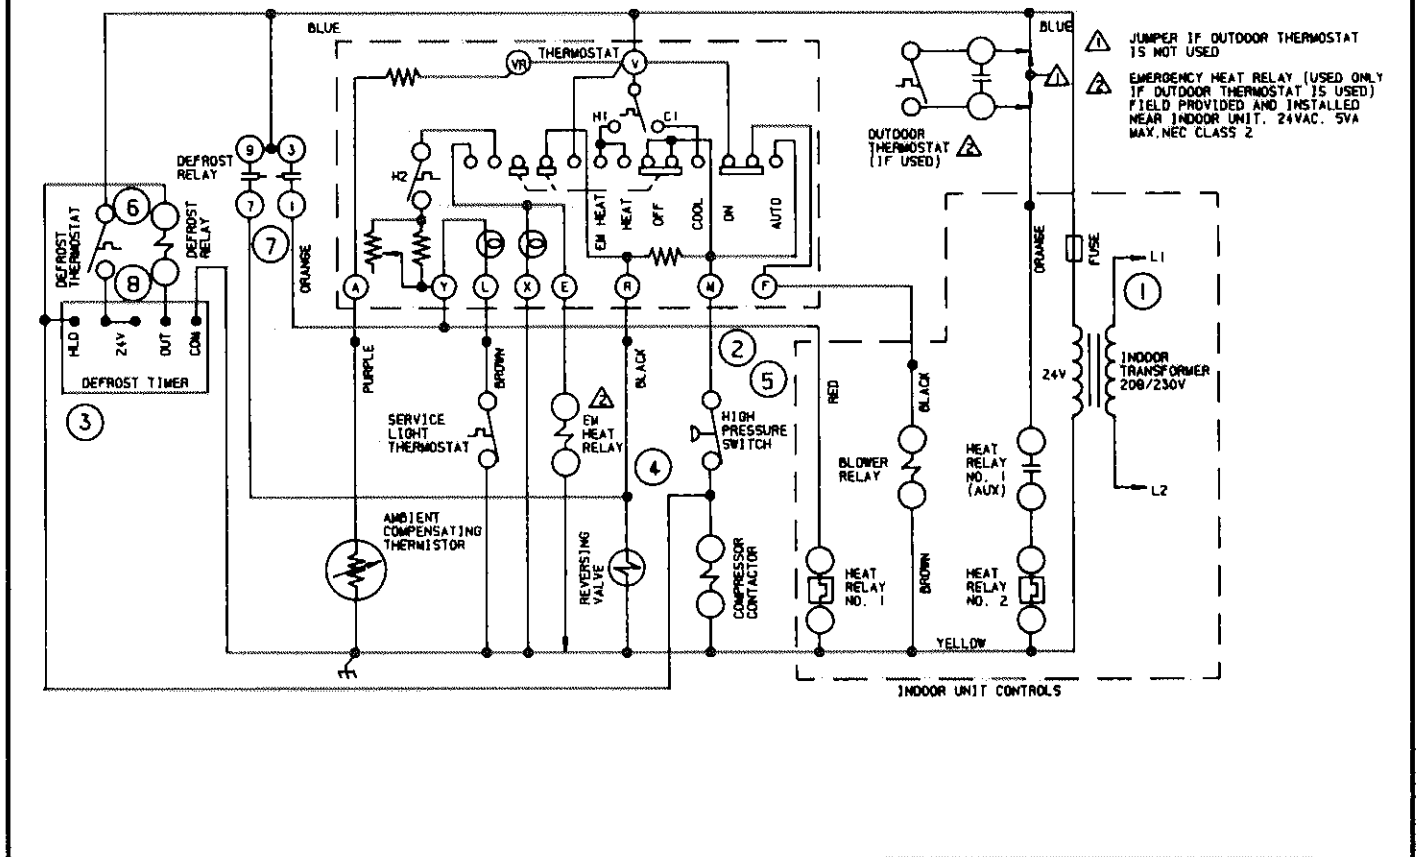 BLUE
THERMOSTAT
VR
V
BLUE
1
JUMPER IF OUTDOOR THERMOSTAT
IS NOT USED
2
EMERGENCY HEAT RELAY (USED ONLY
IF OUTDOOR THERMOSTAT IS USED)
FIELD PROVIDED AND INSTALLED
NEAR INDOOR UNIT. 24VAC. 5VA
MAX.NEC CLASS 2
1
OUTDOOR
THERMOSTAT
(IF USED)
2
H1
C1
9
3
DEFROST
RELAY
7
1
H2
6
8
7
DEFROST
THERMOSTAT
DEFROST
RELAY
ORANGE
EM HEAT
HEAT
OFF
COOL
ON
AUTO
A
Y
L
X
E
R
M
F
ORANGE
FUSE
L1
1
HLD
24V
OUT
COM
DEFROST TIMER
3
PURPLE
BROWN
BLACK
2
5
RED
BLACK
24V
INDOOR
TRANSFORMER
208/230V
L2
SERVICE
LIGHT
THERMOSTAT
2
EM
HEAT
RELAY
4
HIGH
PRESSURE
SWITCH
BLOWER
RELAY
HEAT
RELAY
NO. 1
(AUX)
AMBIENT
COMPENSATING
THERMISTOR
REVERSING
VALVE
COMPRESSOR
CONTACTOR
HEAT
RELAY
NO. 1
BROWN
HEAT
RELAY
NO. 2
YELLOW
INDOOR UNIT CONTROLS